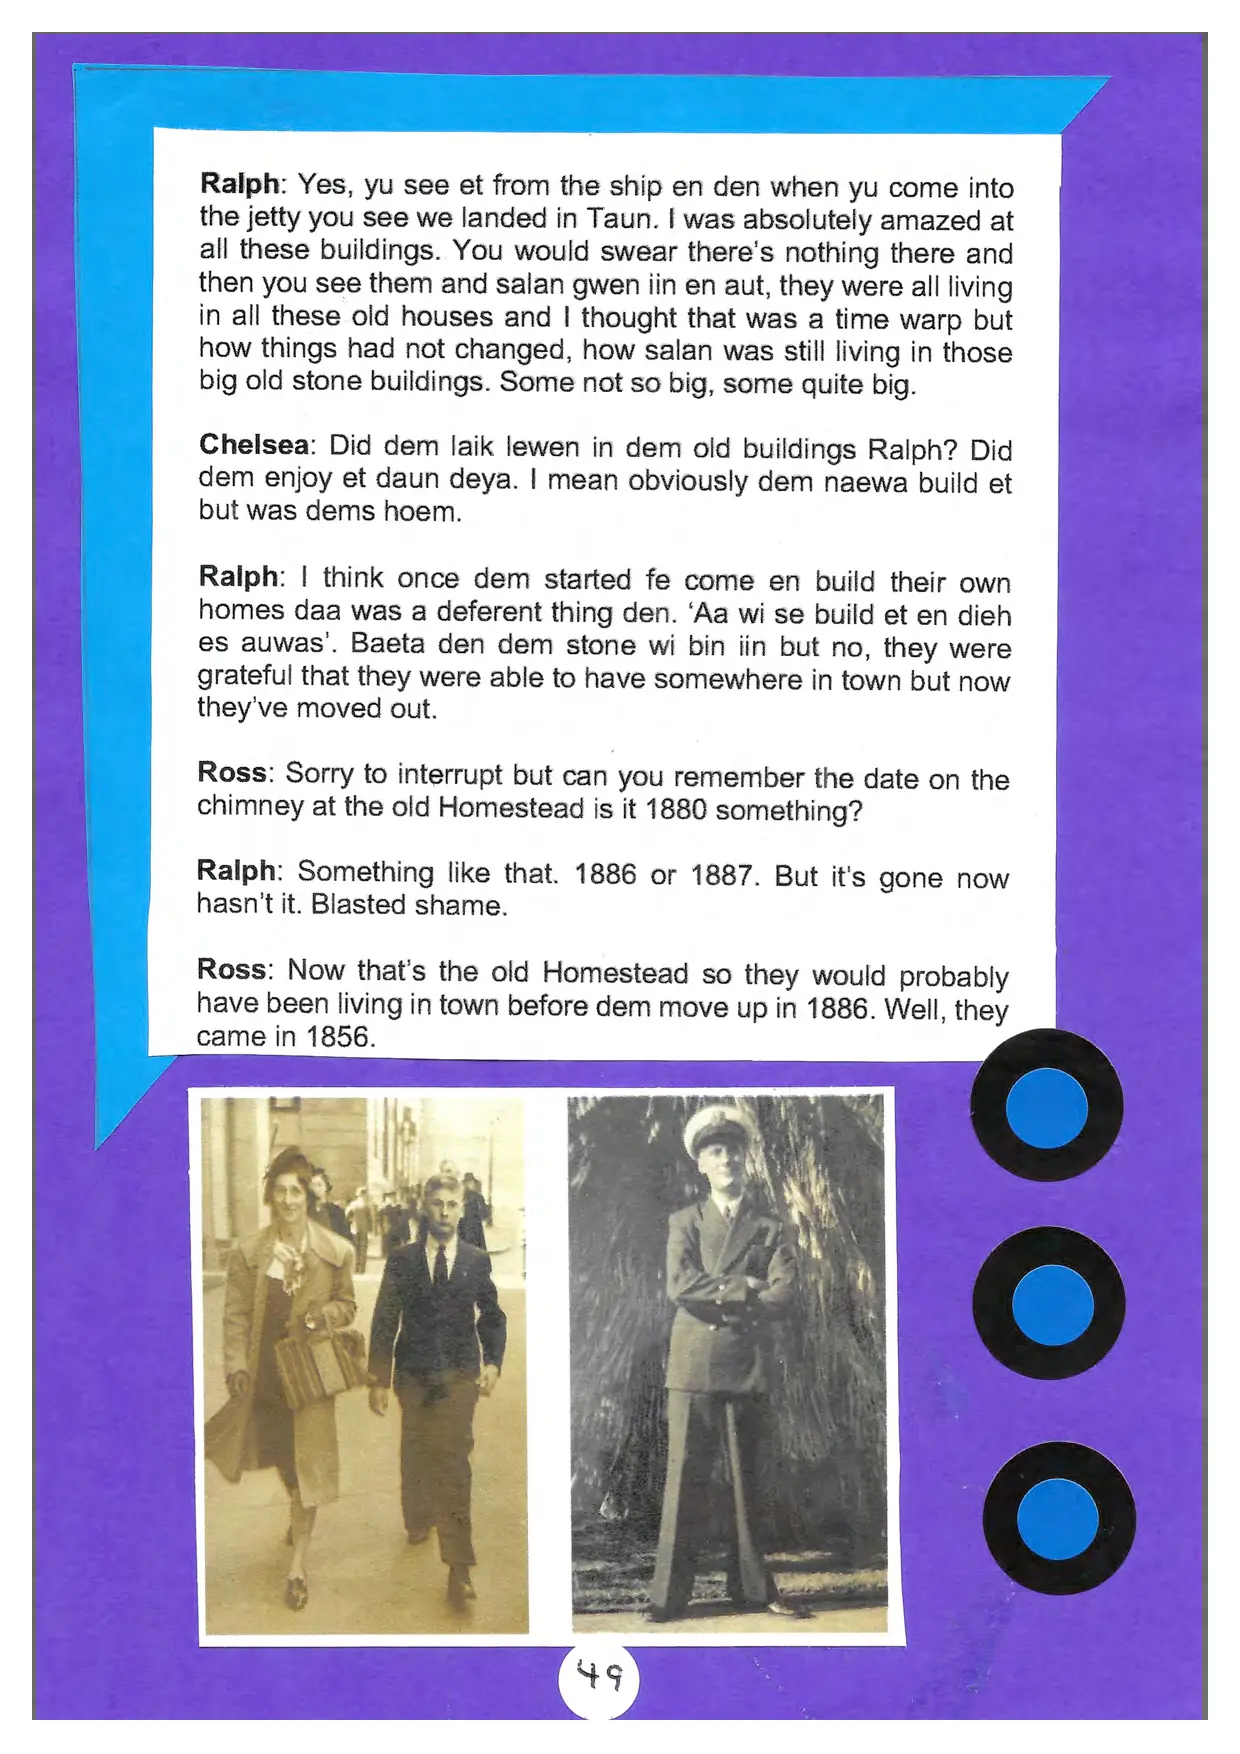 Ralph: Yes, yu see et from the ship en den when yu come into
the jetty you see we landed in Taun. I was absolutely amazed at
all these buildings. You would swear there's nothing there and
then you see them and salan gwen iin en aut, they were all living
in all these old houses and I thought that was a time warp but
how things had not changed, how salan was still living in those
big old stone buildings. Some not so big, some quite big.
Chelsea: Did dem laik lewen in dem old buildings Ralph? Did
dem enjoy et daun deya. I mean obviously dem naewa build et
but was dems hoem.
Ralph: I think once dem started fe come en build their own
homes daa was a deferent thing den. 'Aa wi se build et en dieh
es auwas'. Baeta den dem stone wi bin iin but no, they were
grateful that they were able to have somewhere in town but now
they've moved out.
Ross: Sorry to interrupt but can you remember the date on the
chimney at the old Homestead is it 1880 something?
Ralph: Something like that. 1886 or 1887. But it's gone now
hasn't it. Blasted shame.
Ross: Now that's the old Homestead so they would probably
have been living in town before dem move up in 1886. Well, they
came in 1856.
49